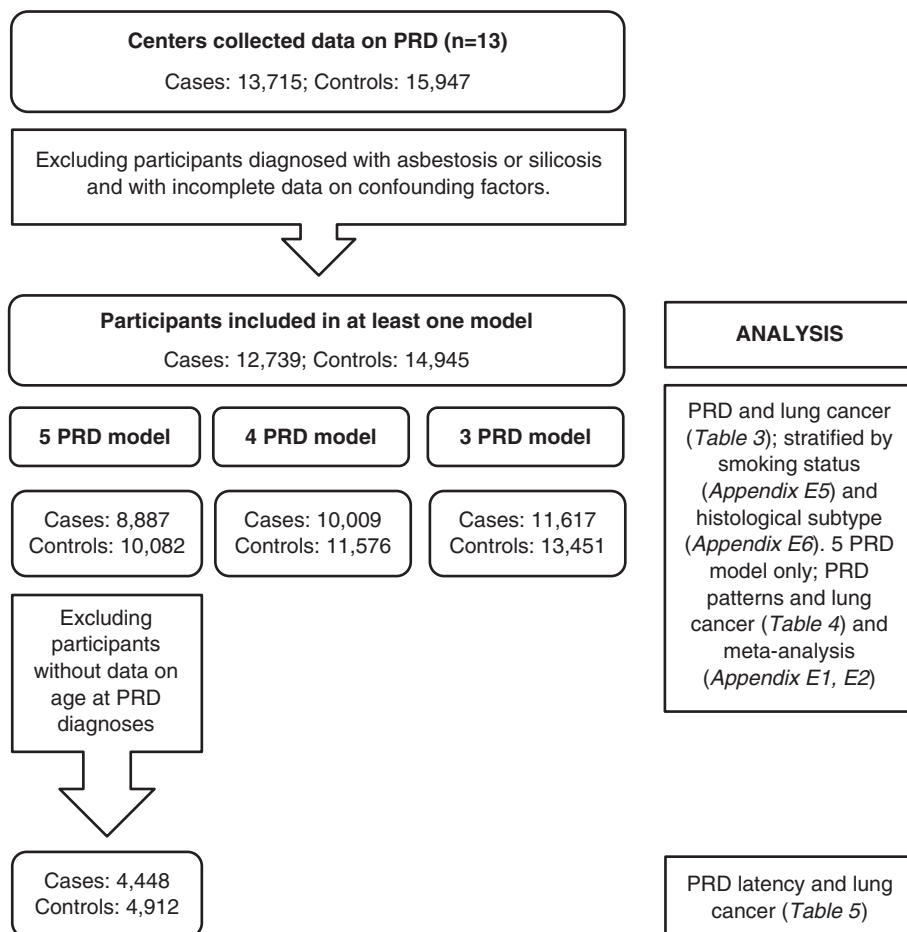 Centers collected data on PRD (n=13)
Cases: 13,715; Controls: 15,947
Excluding participants diagnosed with asbestosis or silicosis
and with incomplete data on confounding factors.
Participants included in at least one model
Cases: 12,739; Controls: 14,945
ANALYSIS
5 PRD model
4 PRD model
3 PRD model
Cases: 8,887
Controls: 10,082
Cases: 10,009
Controls: 11,576
Cases: 11,617
Controls: 13,451
PRD and lung cancer
(Table 3); stratified by
smoking status
(Appendix E5) and
histological subtype
(Appendix E6). 5 PRD
model only; PRD
patterns and lung
cancer (Table 4) and
meta-analysis
(Appendix E1, E2)
Excluding
participants
without data on
age at PRD
diagnoses
Cases: 4,448
Controls: 4,912
PRD latency and lung
cancer (Table 5)